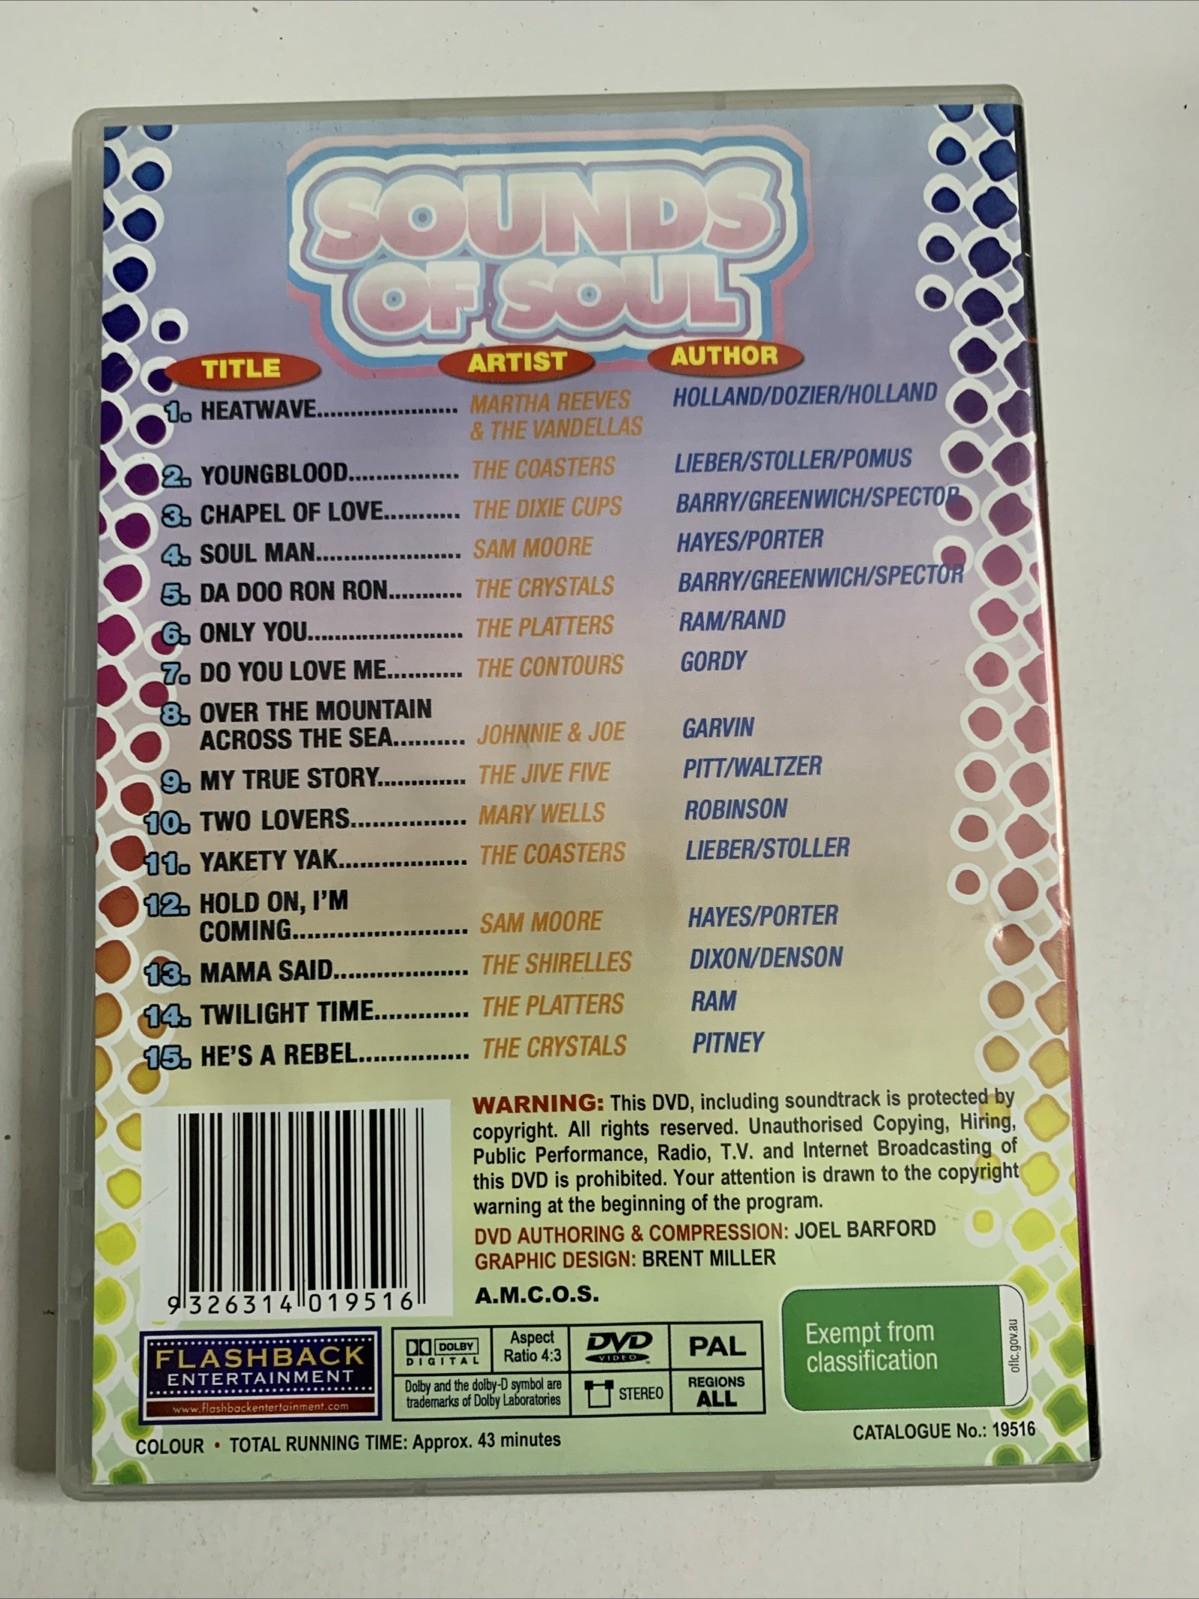 SOUNDS
OF SOUL
TITLE ARTIST AUTHOR
1. HEATWAVE................... MARTHA REEVES HOLLAND/DOZIER/HOLLAND
& THE VANDELLAS
2. YOUNGBLOOD............... THE COASTERS LIEBER/STOLLER/POMUS
3. CHAPEL OF LOVE.......... THE DIXIE CUPS BARRY/GREENWICH/SPECTOR
4. SOUL MAN.................... SAM MOORE HAYES/PORTER
5. DA DOO RON RON.......... THE CRYSTALS BARRY/GREENWICH/SPECTOR
6. ONLY YOU..................... THE PLATTERS RAM/RAND
7. DO YOU LOVE ME.......... THE CONTOURS GORDY
8. OVER THE MOUNTAIN
ACROSS THE SEA.......... JOHNNIE & JOE GARVIN
9. MY TRUE STORY............ THE JIVE FIVE PITT/WALTZER
10. TWO LOVERS................ MARY WELLS ROBINSON
11. YAKETY YAK................. THE COASTERS LIEBER/STOLLER
12. HOLD ON, I'M
COMING........................ SAM MOORE HAYES/PORTER
13. MAMA SAID.................. THE SHIRELLES DIXON/DENSON
14. TWILIGHT TIME............. THE PLATTERS RAM
15. HE'S A REBEL............... THE CRYSTALS PITNEY
WARNING: This DVD, including soundtrack is protected by
copyright. All rights reserved. Unauthorised Copying, Hiring,
Public Performance, Radio, T.V. and Internet Broadcasting of
this DVD is prohibited. Your attention is drawn to the copyright
warning at the beginning of the program.
DVD AUTHORING & COMPRESSION: JOEL BARFORD
GRAPHIC DESIGN: BRENT MILLER
A.M.C.O.S.
9 326314 019516
FLASHBACK
ENTERTAINMENT
www.flashbackentertainment.com
DOLBY
DIGITAL
Aspect
Ratio 4:3
DVD
VIDEO
PAL
Dolby and the dolby-D symbol are
trademarks of Dolby Laboratories
STEREO
REGIONS
ALL
Exempt from
classification
oflc.gov.au
COLOUR • TOTAL RUNNING TIME: Approx. 43 minutes
CATALOGUE No.: 19516